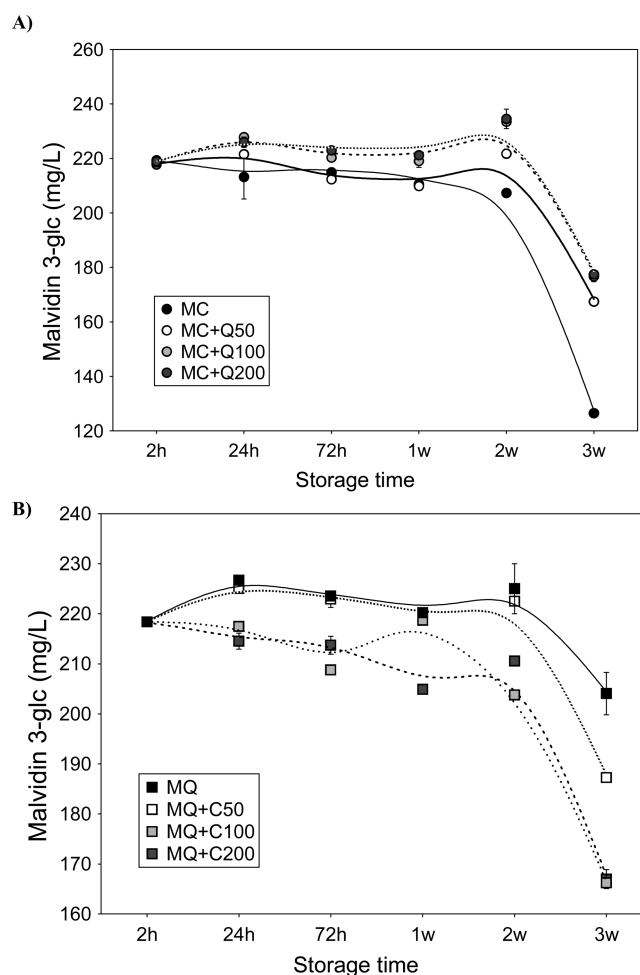 A)
Malvidin 3-glc (mg/L)
260
240
220
200
180
160
140
120
MC
MC+Q50
MC+Q100
MC+Q200
2h 24h 72h 1w 2w 3w
Storage time
B)
Malvidin 3-glc (mg/L)
240
230
220
210
200
190
180
170
160
MQ
MQ+C50
MQ+C100
MQ+C200
2h 24h 72h 1w 2w 3w
Storage time